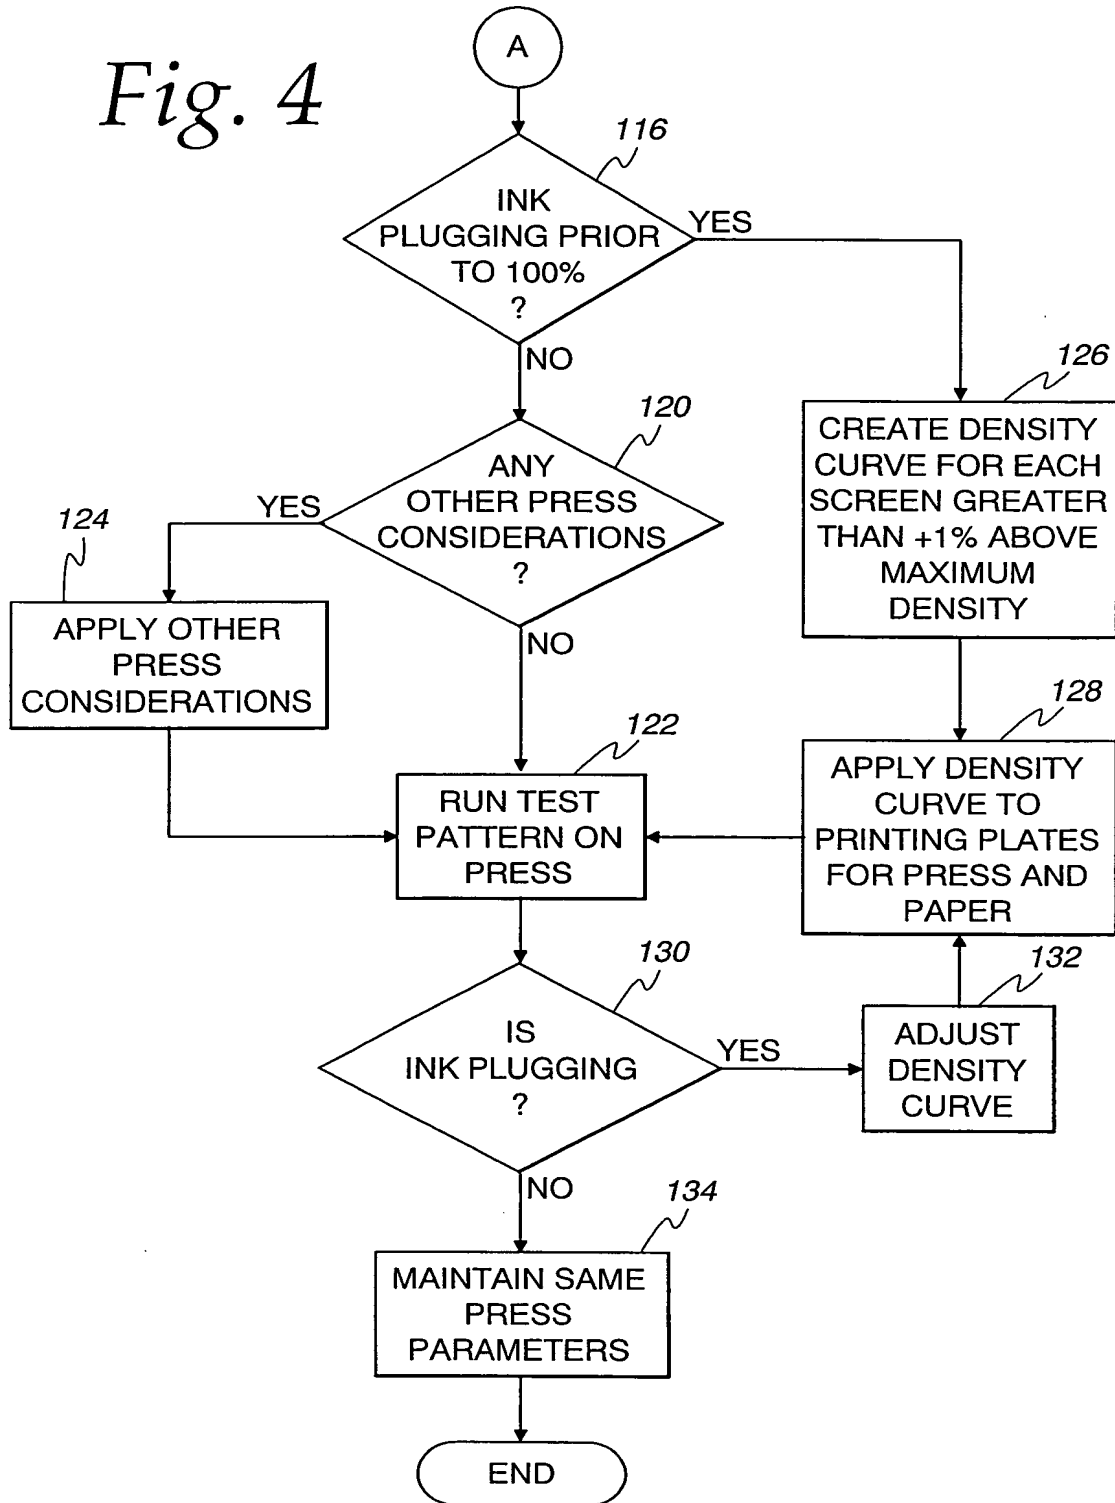 Fig. 4
A
116
INK
PLUGGING PRIOR
TO 100%
?
YES
NO
126
CREATE DENSITY
CURVE FOR EACH
SCREEN GREATER
THAN +1% ABOVE
MAXIMUM
DENSITY
120
ANY
OTHER PRESS
CONSIDERATIONS
?
YES
NO
124
APPLY OTHER
PRESS
CONSIDERATIONS
122
RUN TEST
PATTERN ON
PRESS
128
APPLY DENSITY
CURVE TO
PRINTING PLATES
FOR PRESS AND
PAPER
130
IS
INK PLUGGING
?
YES
NO
132
ADJUST
DENSITY
CURVE
134
MAINTAIN SAME
PRESS
PARAMETERS
END